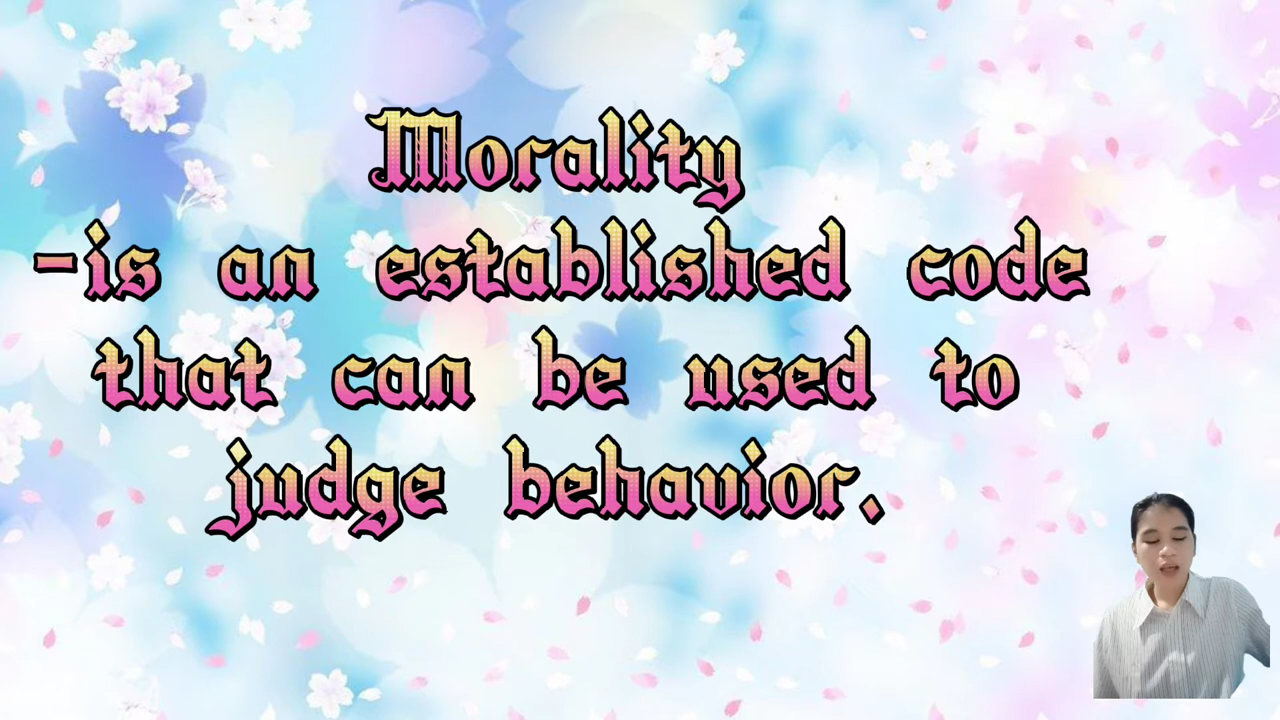 Morality
-is an established code
that can be used to
judge behavior.